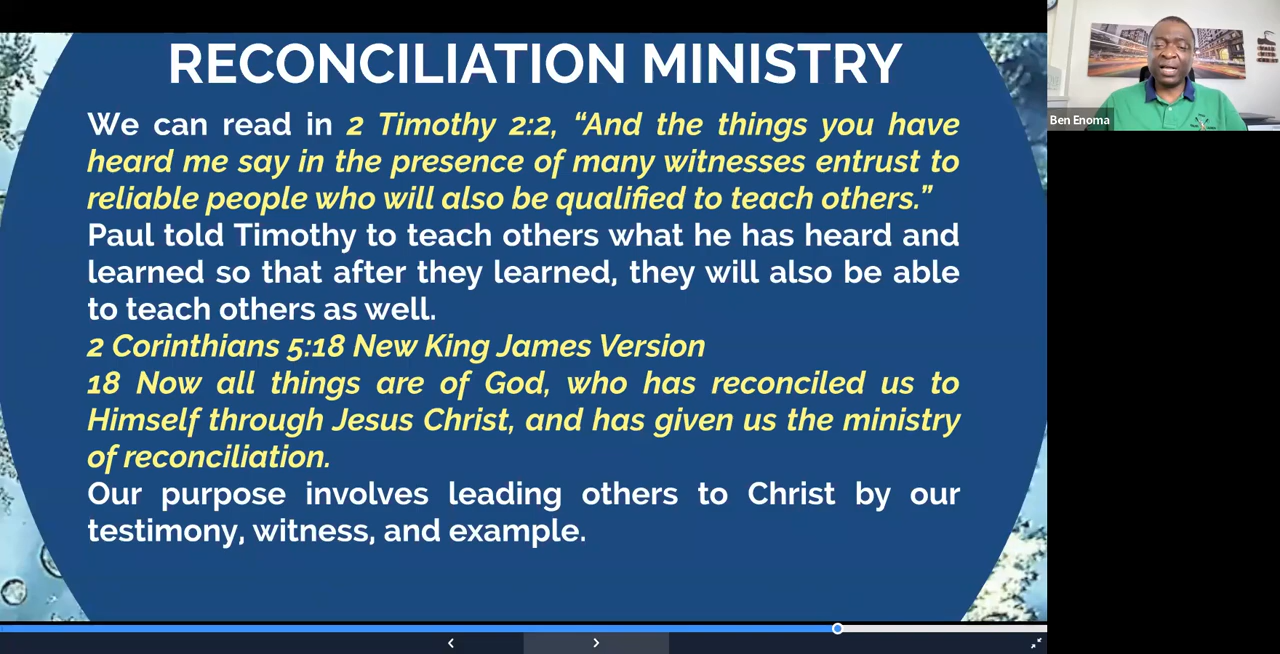 RECONCILIATION MINISTRY
We can read in 2 Timothy 2:2, “And the things you have
heard me say in the presence of many witnesses entrust to
reliable people who will also be qualified to teach others.”
Paul told Timothy to teach others what he has heard and
learned so that after they learned, they will also be able
to teach others as well.
2 Corinthians 5:18 New King James Version
18 Now all things are of God, who has reconciled us to
Himself through Jesus Christ, and has given us the ministry
of reconciliation.
Our purpose involves leading others to Christ by our
testimony, witness, and example.
Ben Enoma